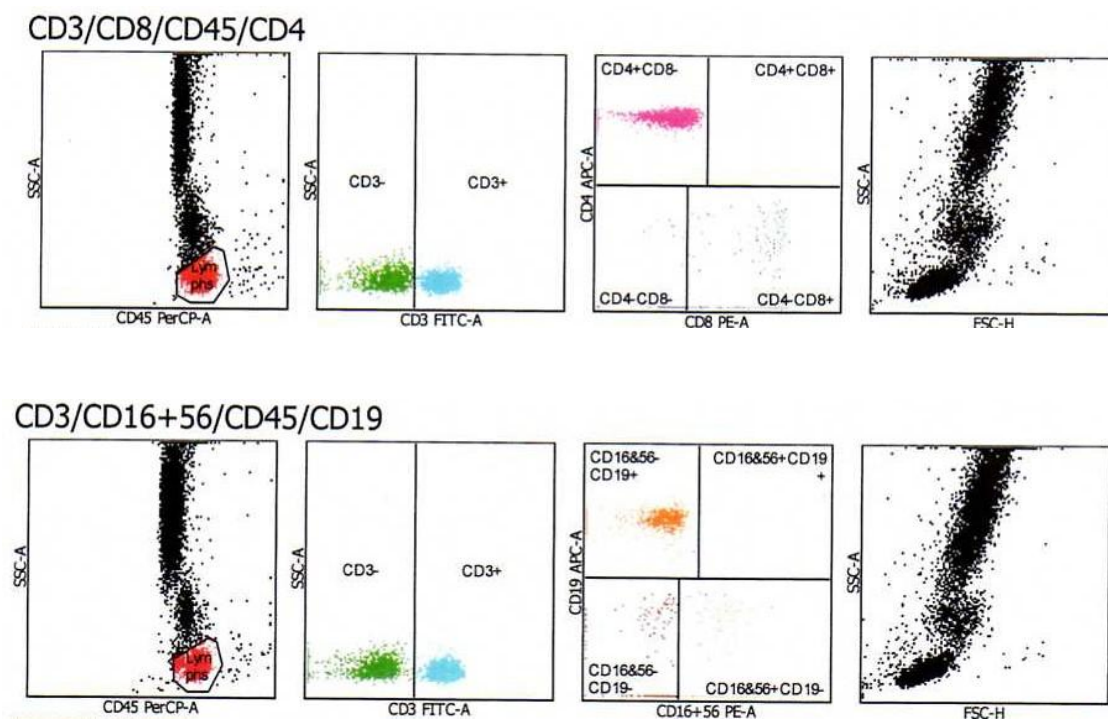 CD3/CD8/CD45/CD4
SSC-A
Lym
phs
CD45 PerCP-A
SSC-A
CD3-
CD3+
CD3 FITC-A
CD4 APC-A
CD4+CD8-
CD4+CD8+
CD4-CD8-
CD4-CD8+
CD8 PE-A
SSC-A
FSC-H
CD3/CD16+56/CD45/CD19
SSC-A
Lym
phs
CD45 PerCP-A
SSC-A
CD3-
CD3+
CD3 FITC-A
CD19 APC-A
CD16&56-
CD19+
CD16&56+CD19
+
CD16&56-
CD19-
CD16&56+CD19-
CD16+56 PE-A
SSC-A
FSC-H